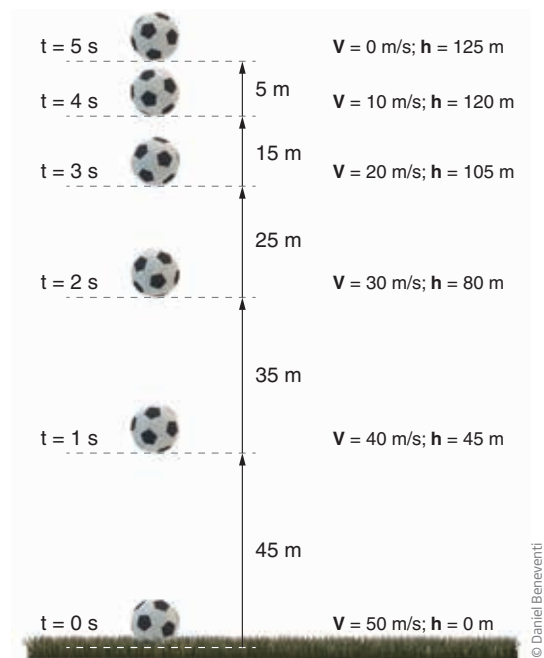 t = 5 s V = 0 m/s; h = 125 m
5 m
t = 4 s V = 10 m/s; h = 120 m
15 m
t = 3 s V = 20 m/s; h = 105 m
25 m
t = 2 s V = 30 m/s; h = 80 m
35 m
t = 1 s V = 40 m/s; h = 45 m
45 m
t = 0 s V = 50 m/s; h = 0 m
© Daniel Beneventi